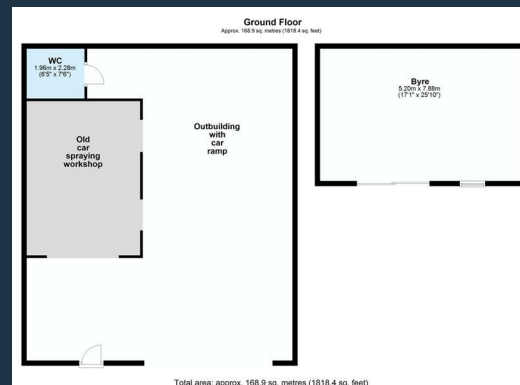 Ground Floor
Approx. 168.9 sq. metres (1818.4 sq. feet)
WC
1.96m x 2.28m
(6'5" x 7'6")
Old
car
spraying
workshop
Outbuilding
with
car
ramp
Byre
5.20m x 7.88m
(17'1" x 25'10")
Total area: approx. 168.9 sq. metres (1818.4 sq. feet)